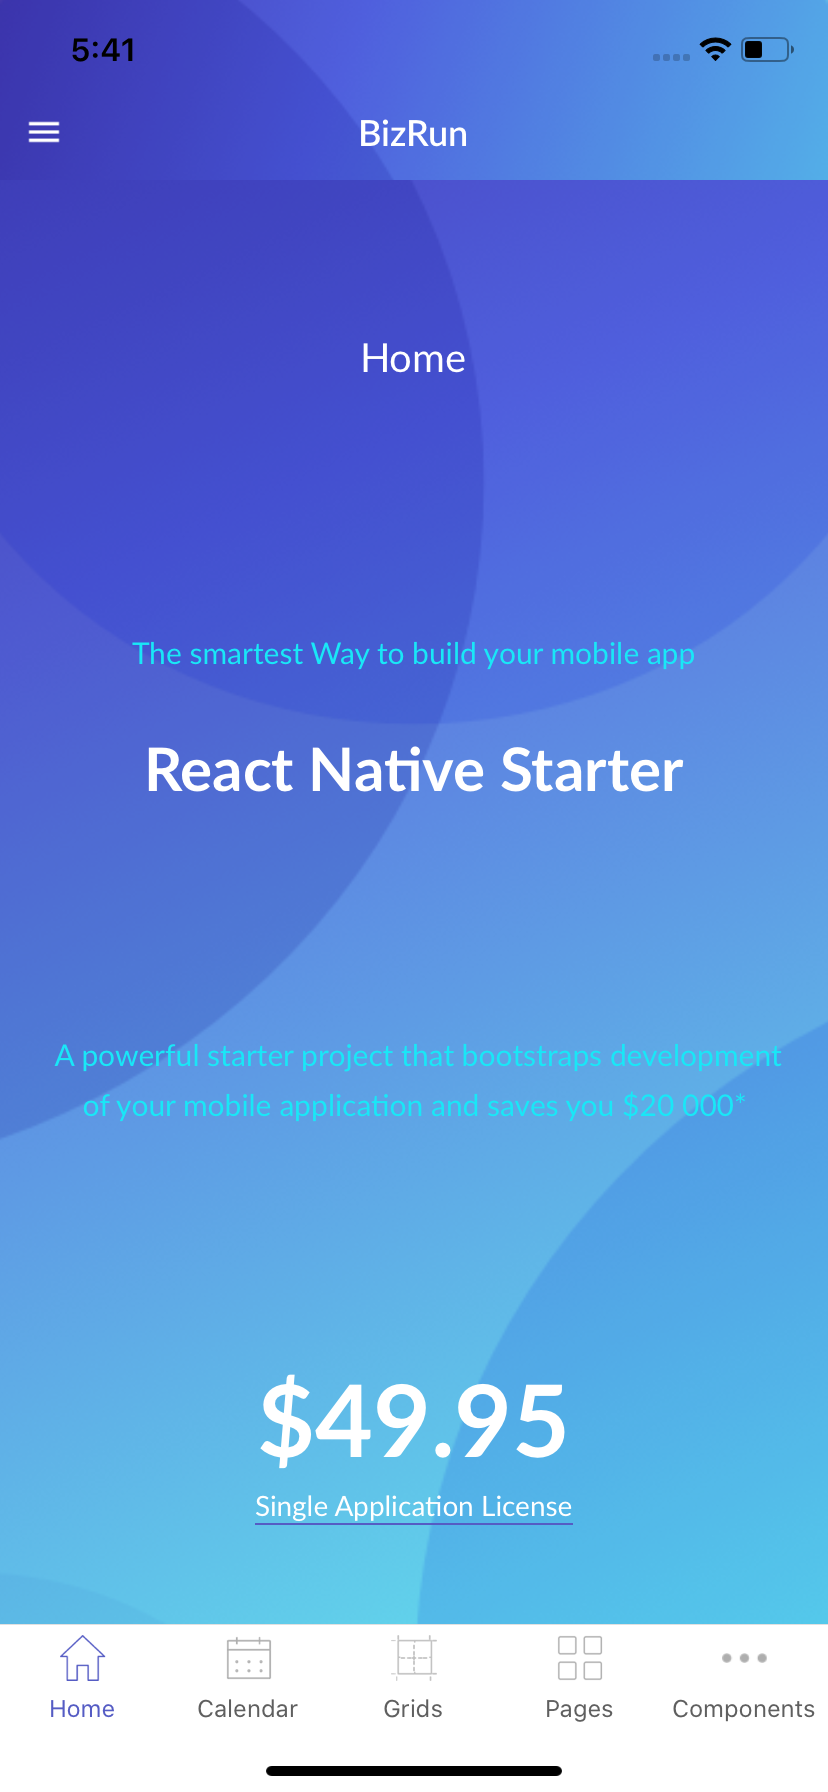 5:41
BizRun
Home
The smartest Way to build your mobile app
React Native Starter
A powerful starter project that bootstraps development
of your mobile application and saves you $20 000*
$49.95
Single Application License
Home
Calendar
Grids
Pages
Components